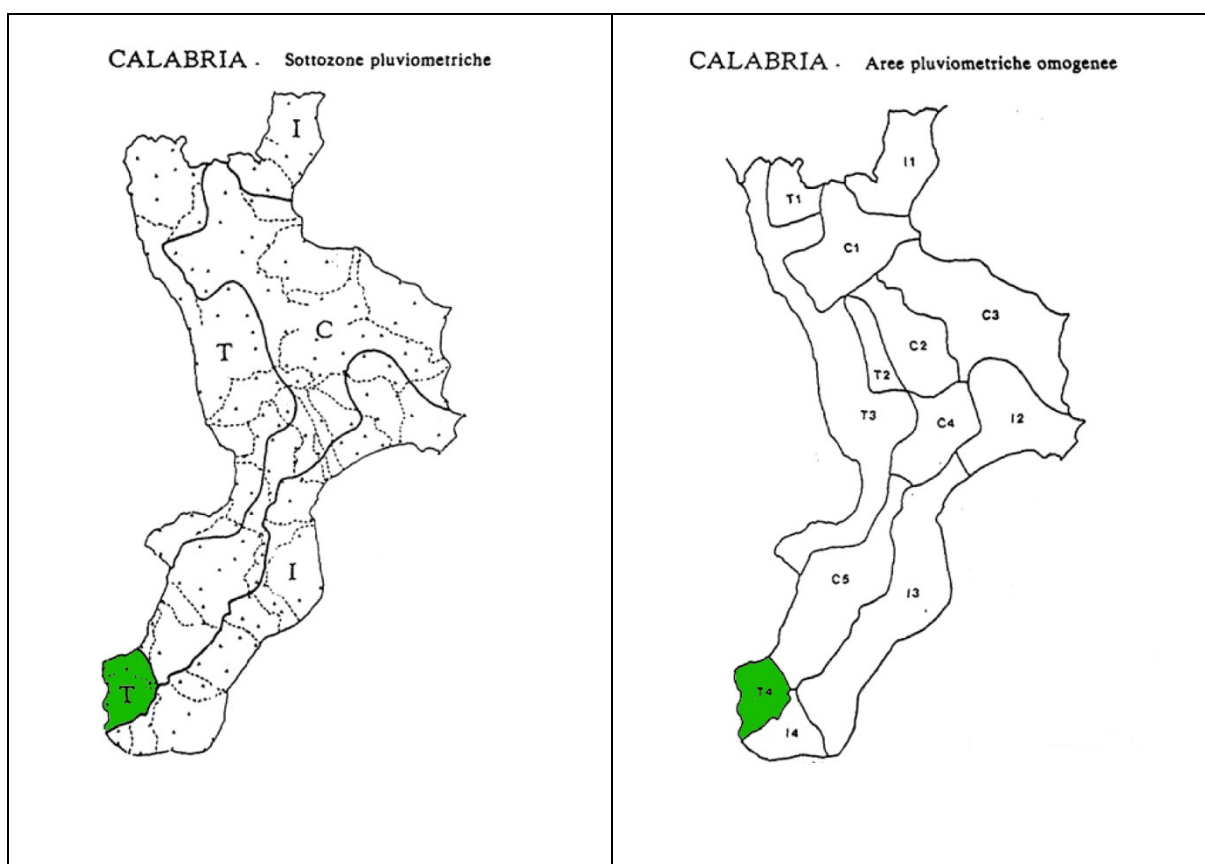 CALABRIA - Sottozone pluviometriche
I
C
T
I
T
CALABRIA - Aree pluviometriche omogenee
I1
T1
C1
C3
C2
T2
T3
C4
I2
C5
I3
T4
I4